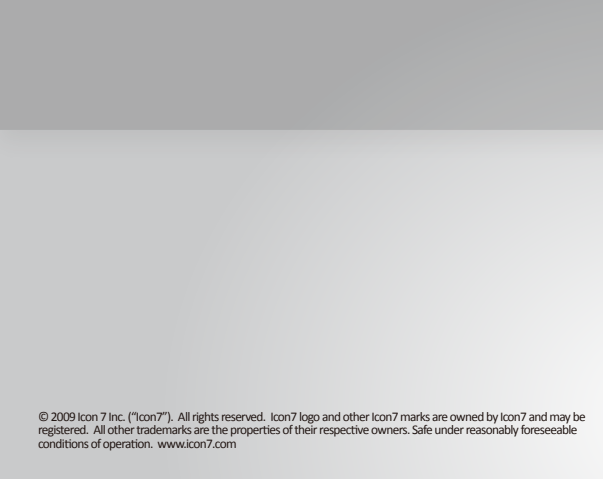 © 2009 Icon 7 Inc. (“Icon7”).  All rights reserved.  Icon7 logo and other Icon7 marks are owned by Icon7 and may be
registered.  All other trademarks are the properties of their respective owners. Safe under reasonably foreseeable
conditions of operation.  www.icon7.com